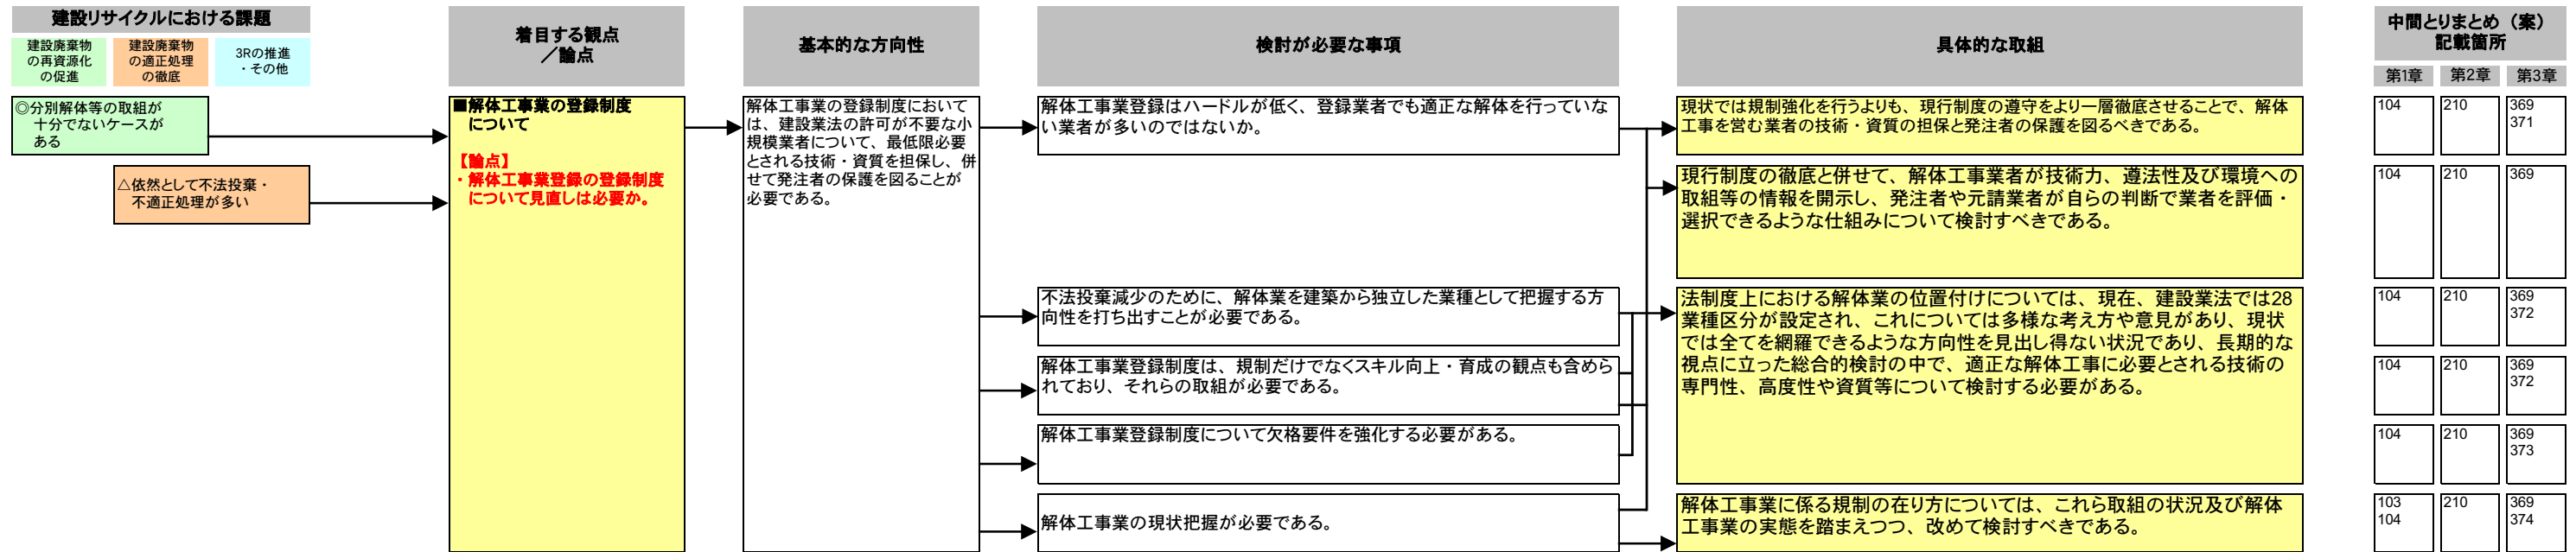 建設リサイクルにおける課題
建設廃棄物
の再資源化
の促進
建設廃棄物
の適正処理
の徹底
3Rの推進
・その他
着目する観点
／論点
基本的な方向性
検討が必要な事項
具体的な取組
中間とりまとめ（案）
記載箇所
第1章
第2章
第3章
◎分別解体等の取組が
十分でないケースが
ある
△依然として不法投棄・
不適正処理が多い
■解体工事業の登録制度
について
【論点】
・解体工事業登録の登録制度
について見直しは必要か。
解体工事業の登録制度において
は、建設業法の許可が不要な小
規模業者について、最低限必要
とされる技術・資質を担保し、併
せて発注者の保護を図ることが
必要である。
解体工事業登録はハードルが低く、登録業者でも適正な解体を行っていな
い業者が多いのではないか。
不法投棄減少のために、解体業を建築から独立した業種として把握する方
向性を打ち出すことが必要である。
解体工事業登録制度は、規制だけでなくスキル向上・育成の観点も含めら
れており、それらの取組が必要である。
解体工事業登録制度について欠格要件を強化する必要がある。
解体工事業の現状把握が必要である。
現状では規制強化を行うよりも、現行制度の遵守をより一層徹底させることで、解体
工事を営む業者の技術・資質の担保と発注者の保護を図るべきである。
現行制度の徹底と併せて、解体工事業者が技術力、遵法性及び環境への
取組等の情報を開示し、発注者や元請業者が自らの判断で業者を評価・
選択できるような仕組みについて検討すべきである。
法制度上における解体業の位置付けについては、現在、建設業法では28
業種区分が設定され、これについては多様な考え方や意見があり、現状
では全てを網羅できるような方向性を見出し得ない状況であり、長期的な
視点に立った総合的検討の中で、適正な解体工事に必要とされる技術の
専門性、高度性や資質等について検討する必要がある。
解体工事業に係る規制の在り方については、これら取組の状況及び解体
工事業の実態を踏まえつつ、改めて検討すべきである。
104
210
369
371
104
210
369
104
210
369
372
104
210
369
372
104
210
369
373
103
104
210
369
374